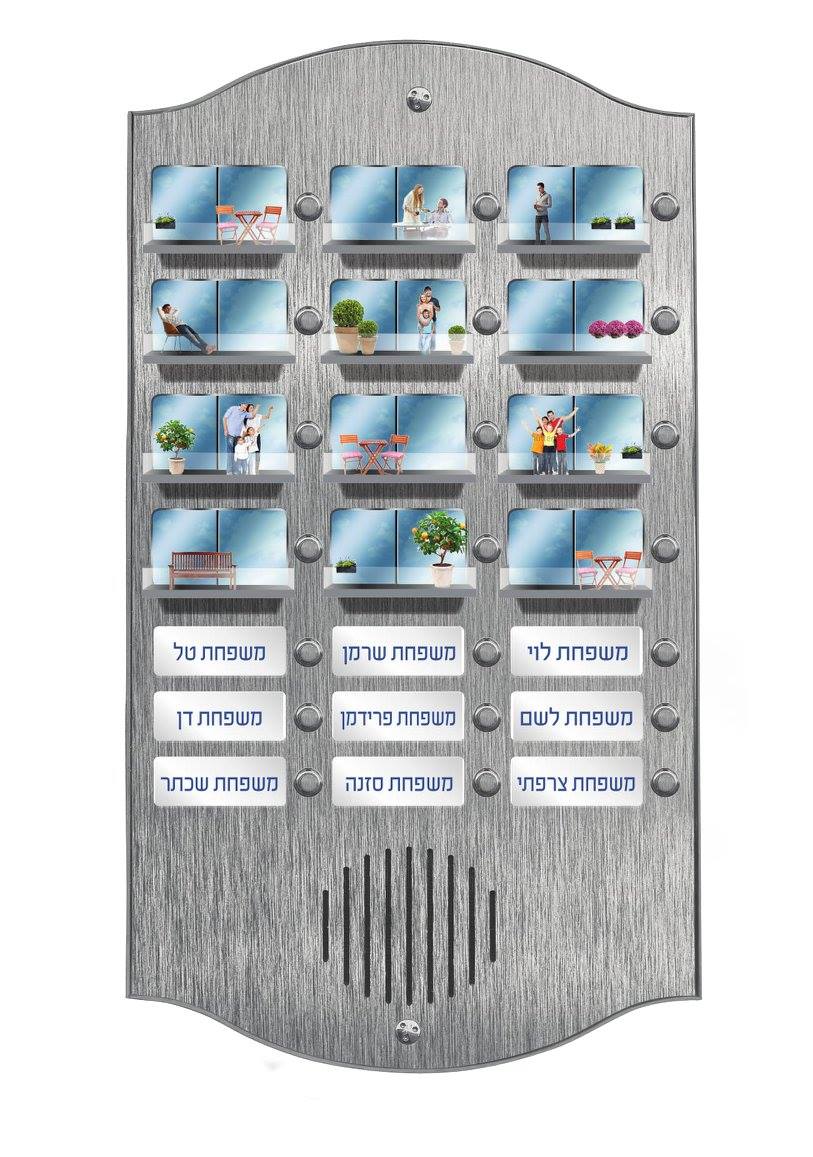 משפחת לוי
משפחת שרמן
משפחת טל
משפחת לשם
משפחת פרידמן
משפחת דן
משפחת צרפתי
משפחת סזנה
משפחת שכתר